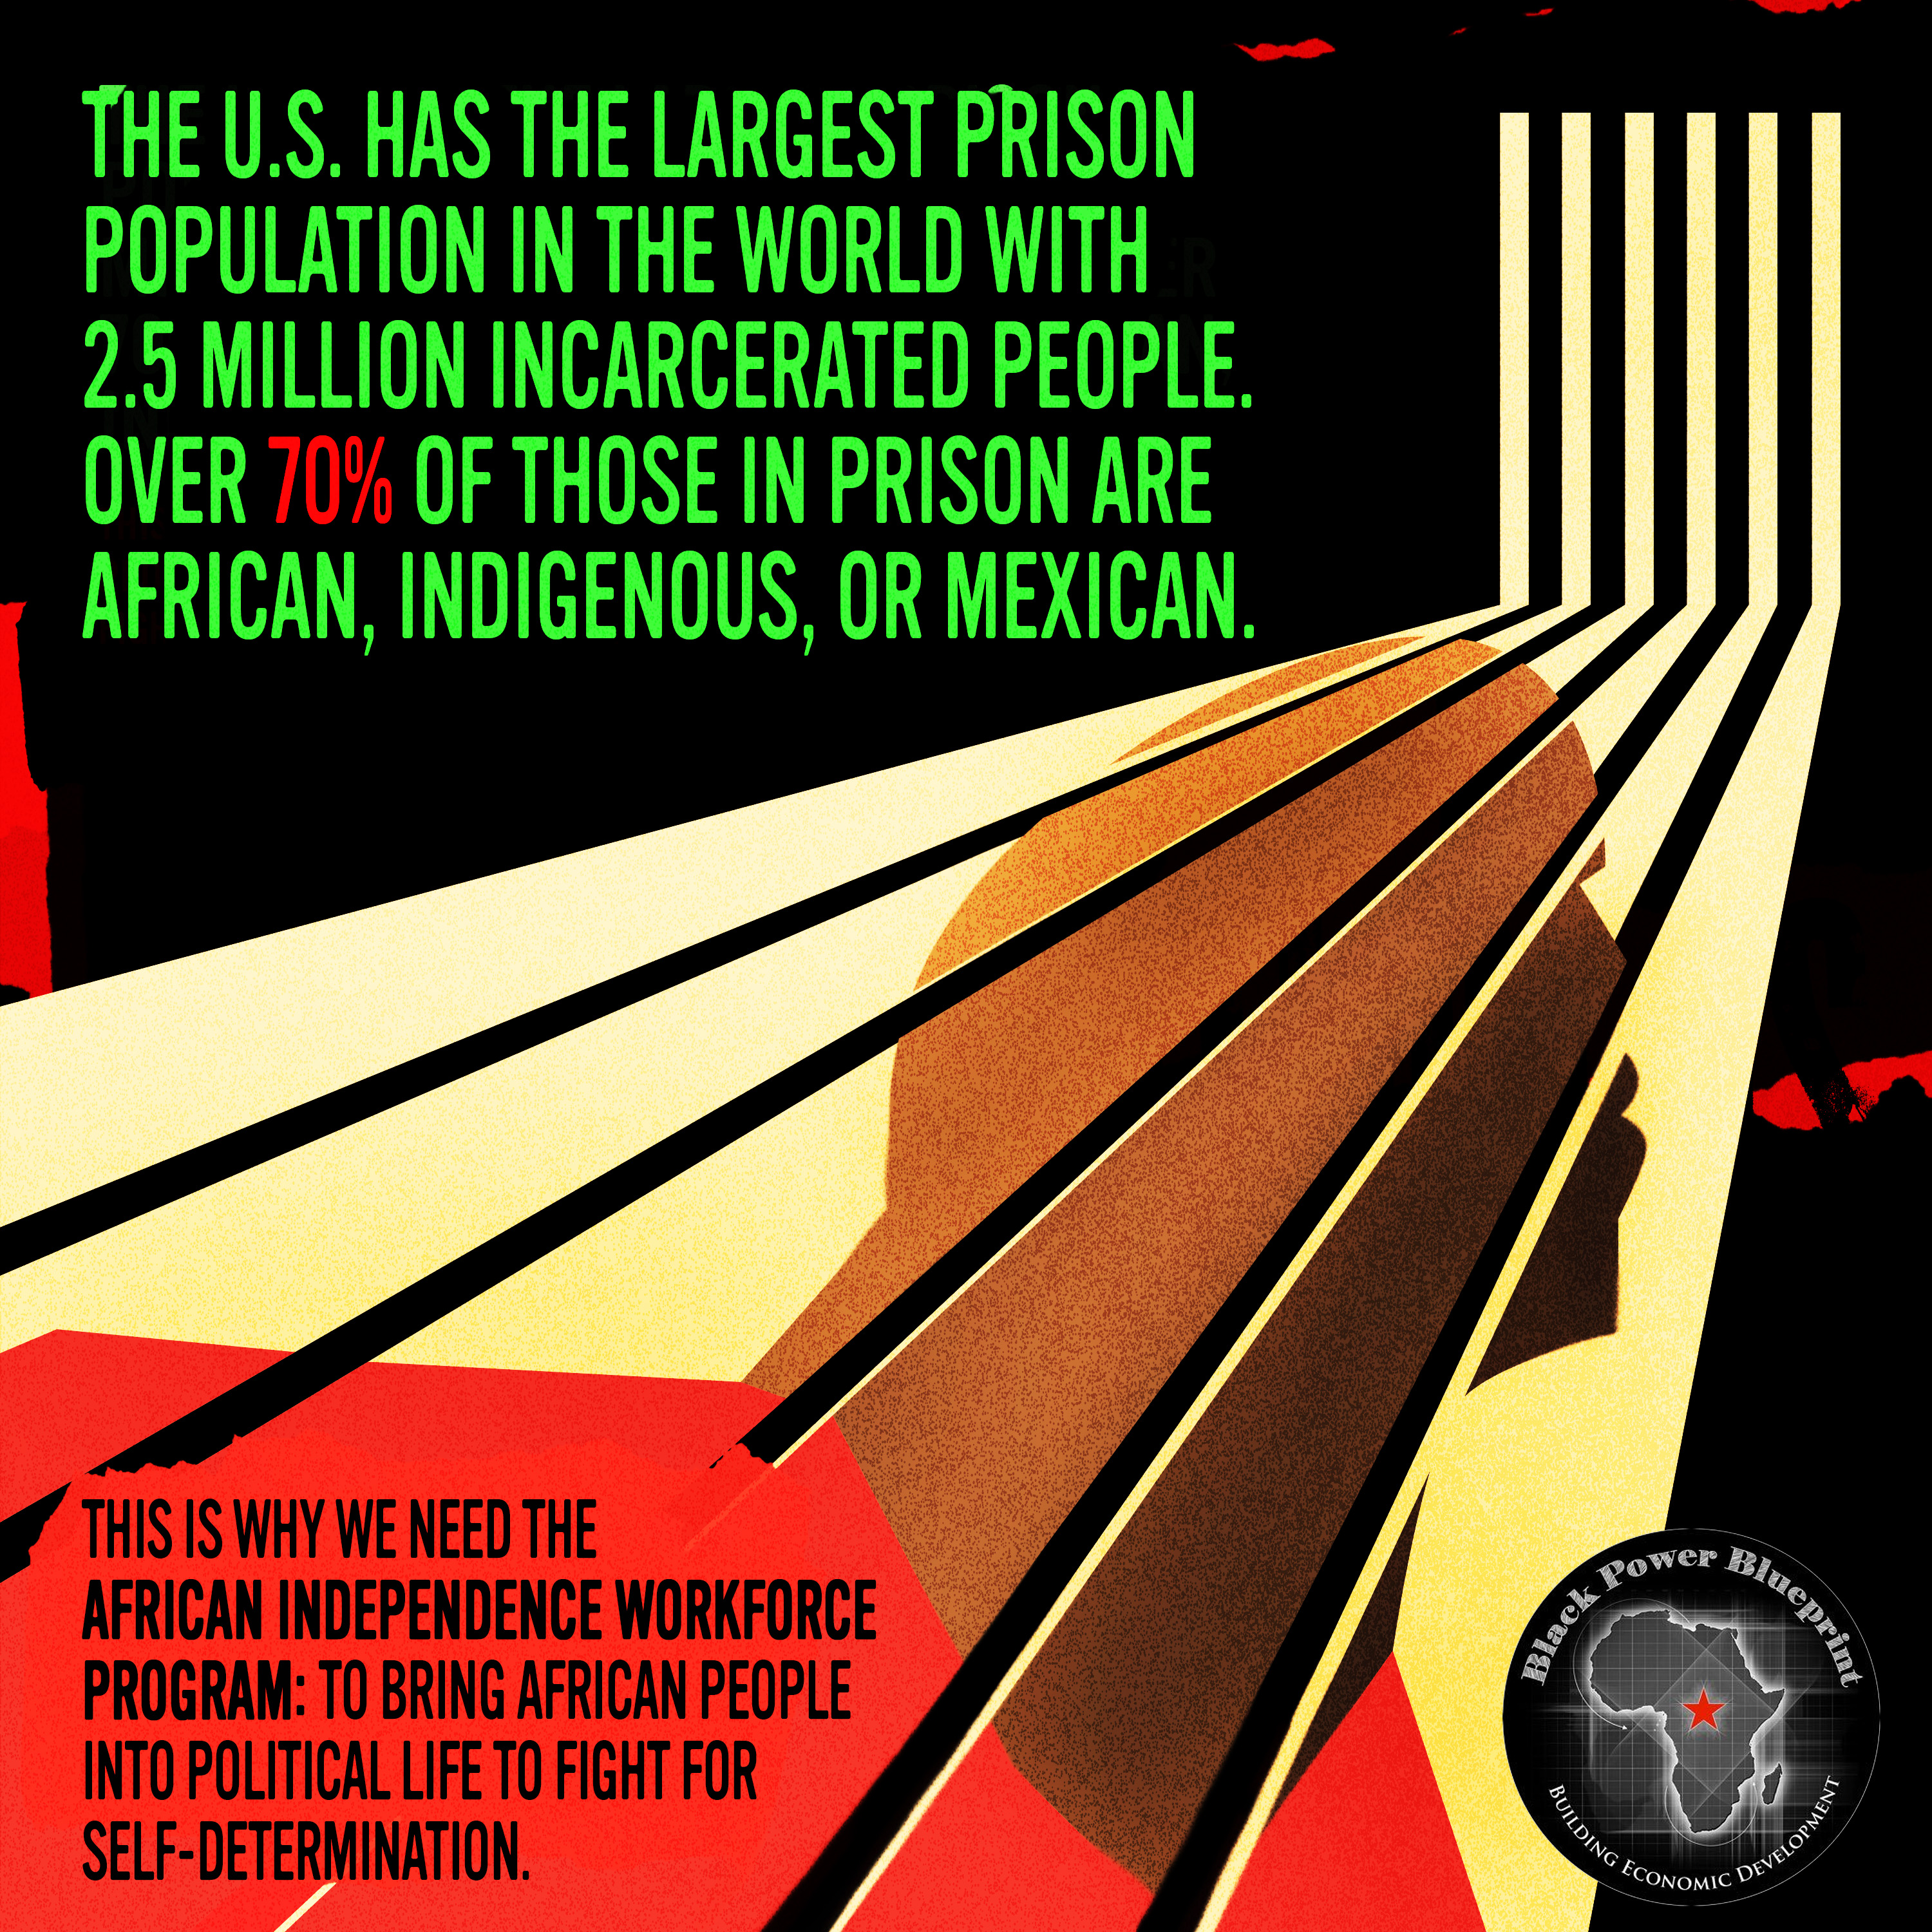 THE U.S. HAS THE LARGEST PRISON
POPULATION IN THE WORLD WITH
2.5 MILLION INCARCERATED PEOPLE.
OVER 70% OF THOSE IN PRISON ARE
AFRICAN, INDIGENOUS, OR MEXICAN.
THIS IS WHY WE NEED THE
AFRICAN INDEPENDENCE WORKFORCE
PROGRAM: TO BRING AFRICAN PEOPLE
INTO POLITICAL LIFE TO FIGHT FOR
SELF-DETERMINATION.
Black Power Blueprint
BUILDING ECONOMIC DEVELOPMENT